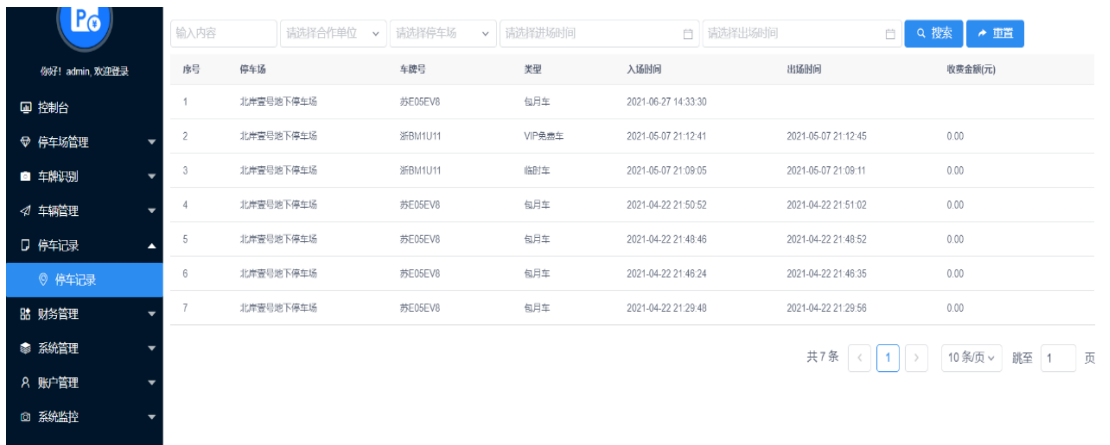 P
你好！admin, 欢迎登录
控制台
停车场管理
车牌识别
车辆管理
停车记录
停车记录
财务管理
系统管理
账户管理
系统监控
输入内容 请选择合作单位 请选择停车场 请选择进场时间 请选择出场时间 搜索 重置
序号 停车场 车牌号 类型 入场时间 出场时间 收费金额(元)
1 北岸壹号地下停车场 苏E05EV8 包月车 2021-06-27 14:33:30
2 北岸壹号地下停车场 浙BM1U11 VIP免费车 2021-05-07 21:12:41 2021-05-07 21:12:45 0.00
3 北岸壹号地下停车场 浙BM1U11 临时车 2021-05-07 21:09:05 2021-05-07 21:09:11 0.00
4 北岸壹号地下停车场 苏E05EV8 包月车 2021-04-22 21:50:52 2021-04-22 21:51:02 0.00
5 北岸壹号地下停车场 苏E05EV8 包月车 2021-04-22 21:48:46 2021-04-22 21:48:52 0.00
6 北岸壹号地下停车场 苏E05EV8 包月车 2021-04-22 21:46:24 2021-04-22 21:46:35 0.00
7 北岸壹号地下停车场 苏E05EV8 包月车 2021-04-22 21:29:48 2021-04-22 21:29:56 0.00
共7条 < 1 > 10条/页 跳至 1 页